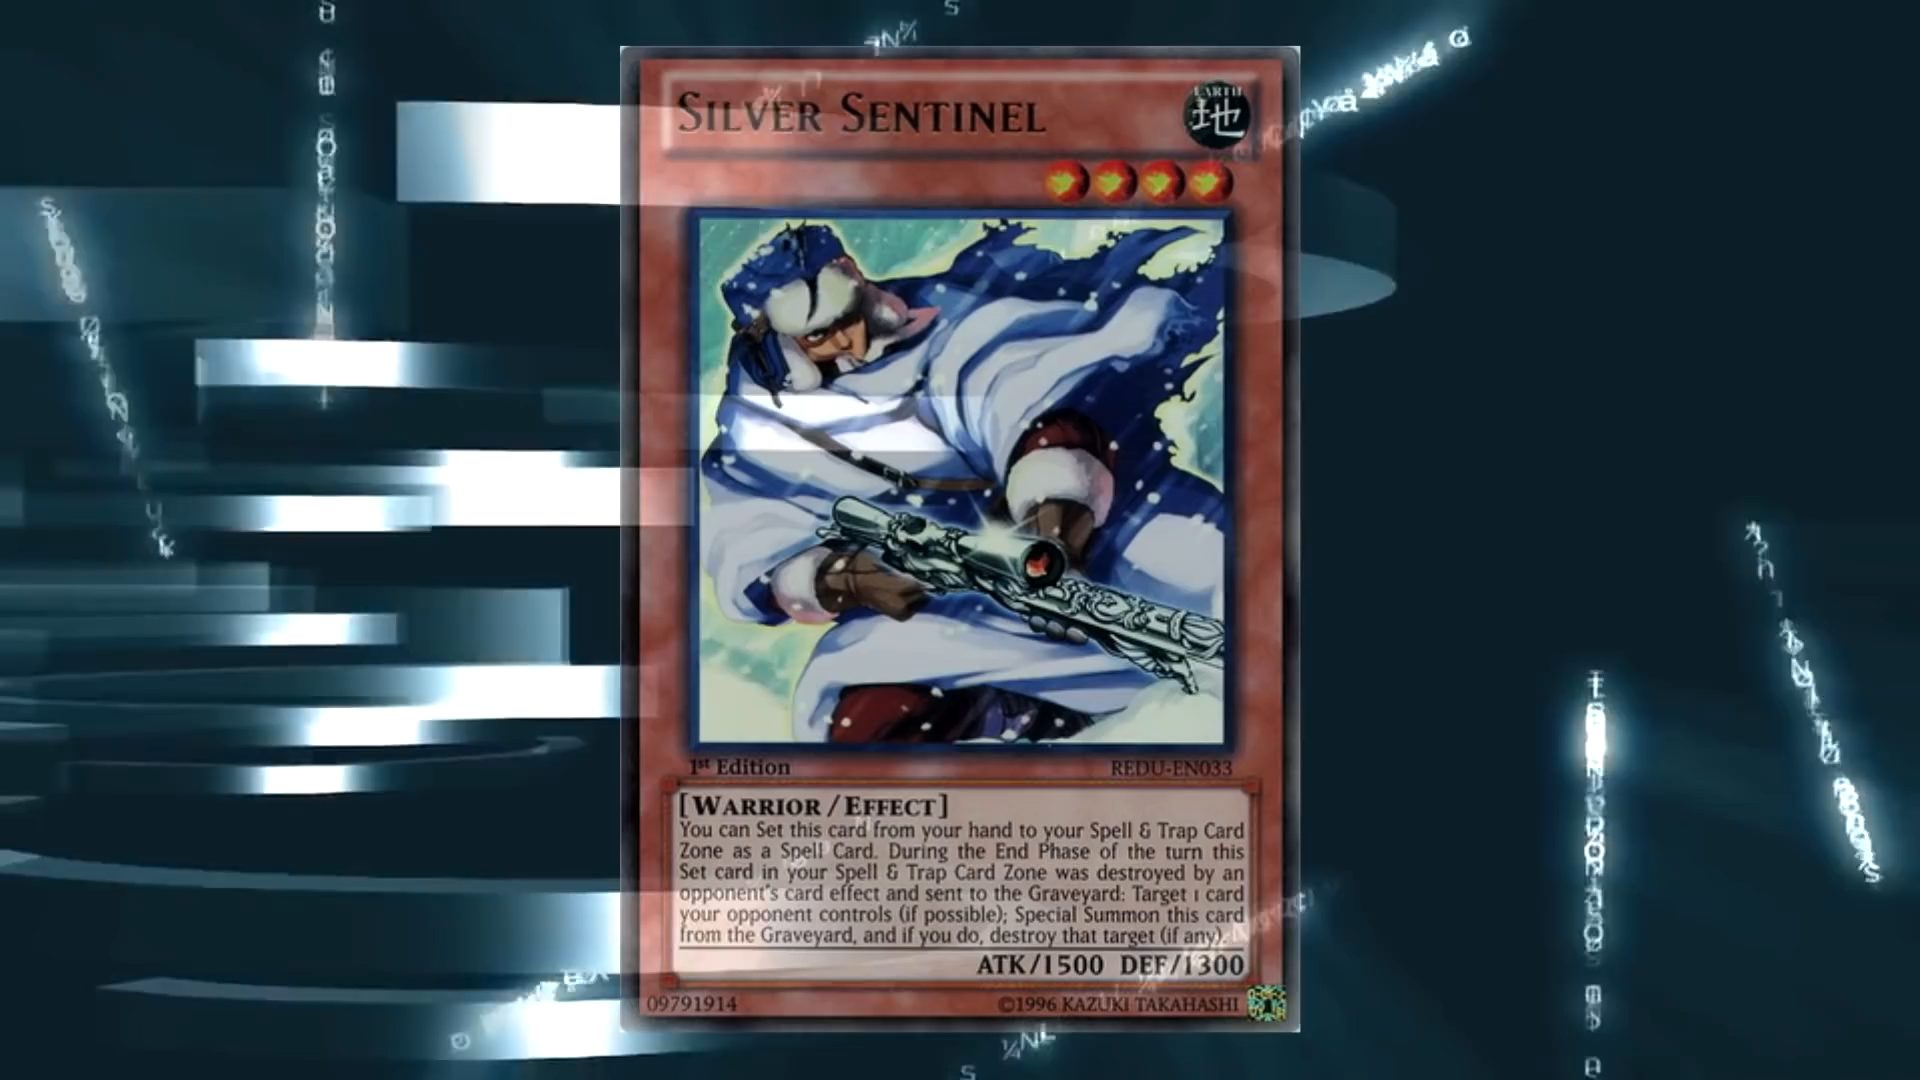 SILVER SENTINEL
EARTH
地
1st Edition
REDU-EN033
[WARRIOR/EFFECT]
You can Set this card from your hand to your Spell & Trap Card
Zone as a Spell Card. During the End Phase of the turn this
Set card in your Spell & Trap Card Zone was destroyed by an
opponent's card effect and sent to the Graveyard: Target 1 card
your opponent controls (if possible); Special Summon this card
from the Graveyard, and if you do, destroy that target (if any).
ATK/1500 DEF/1300
09791914
©1996 KAZUKI TAKAHASHI